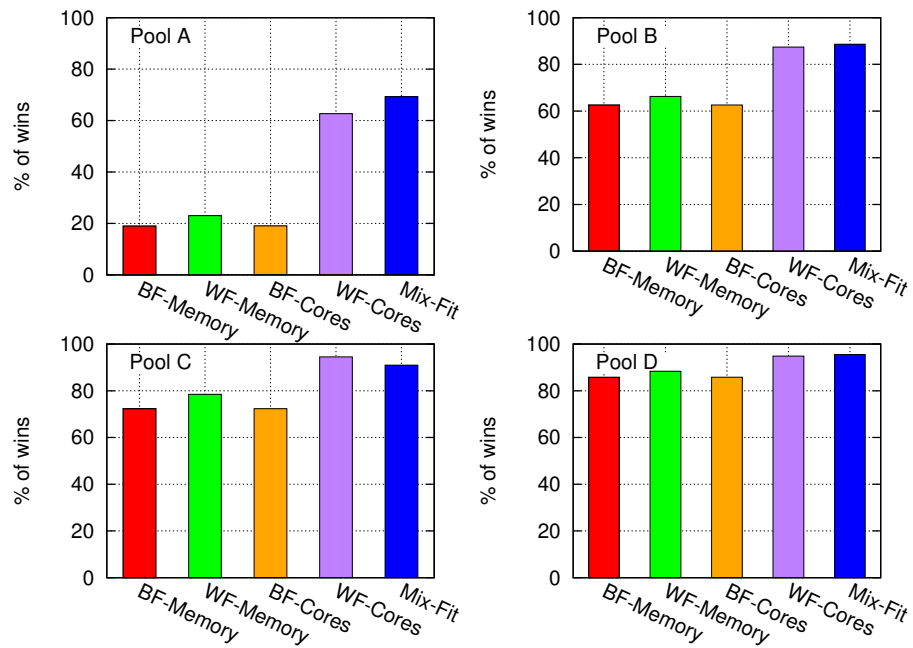 Pool A
% of wins
100
80
60
40
20
0
BF-Memory
WF-Memory
BF-Cores
WF-Cores
Mix-Fit
Pool B
% of wins
100
80
60
40
20
0
BF-Memory
WF-Memory
BF-Cores
WF-Cores
Mix-Fit
Pool C
% of wins
100
80
60
40
20
0
BF-Memory
WF-Memory
BF-Cores
WF-Cores
Mix-Fit
Pool D
% of wins
100
80
60
40
20
0
BF-Memory
WF-Memory
BF-Cores
WF-Cores
Mix-Fit